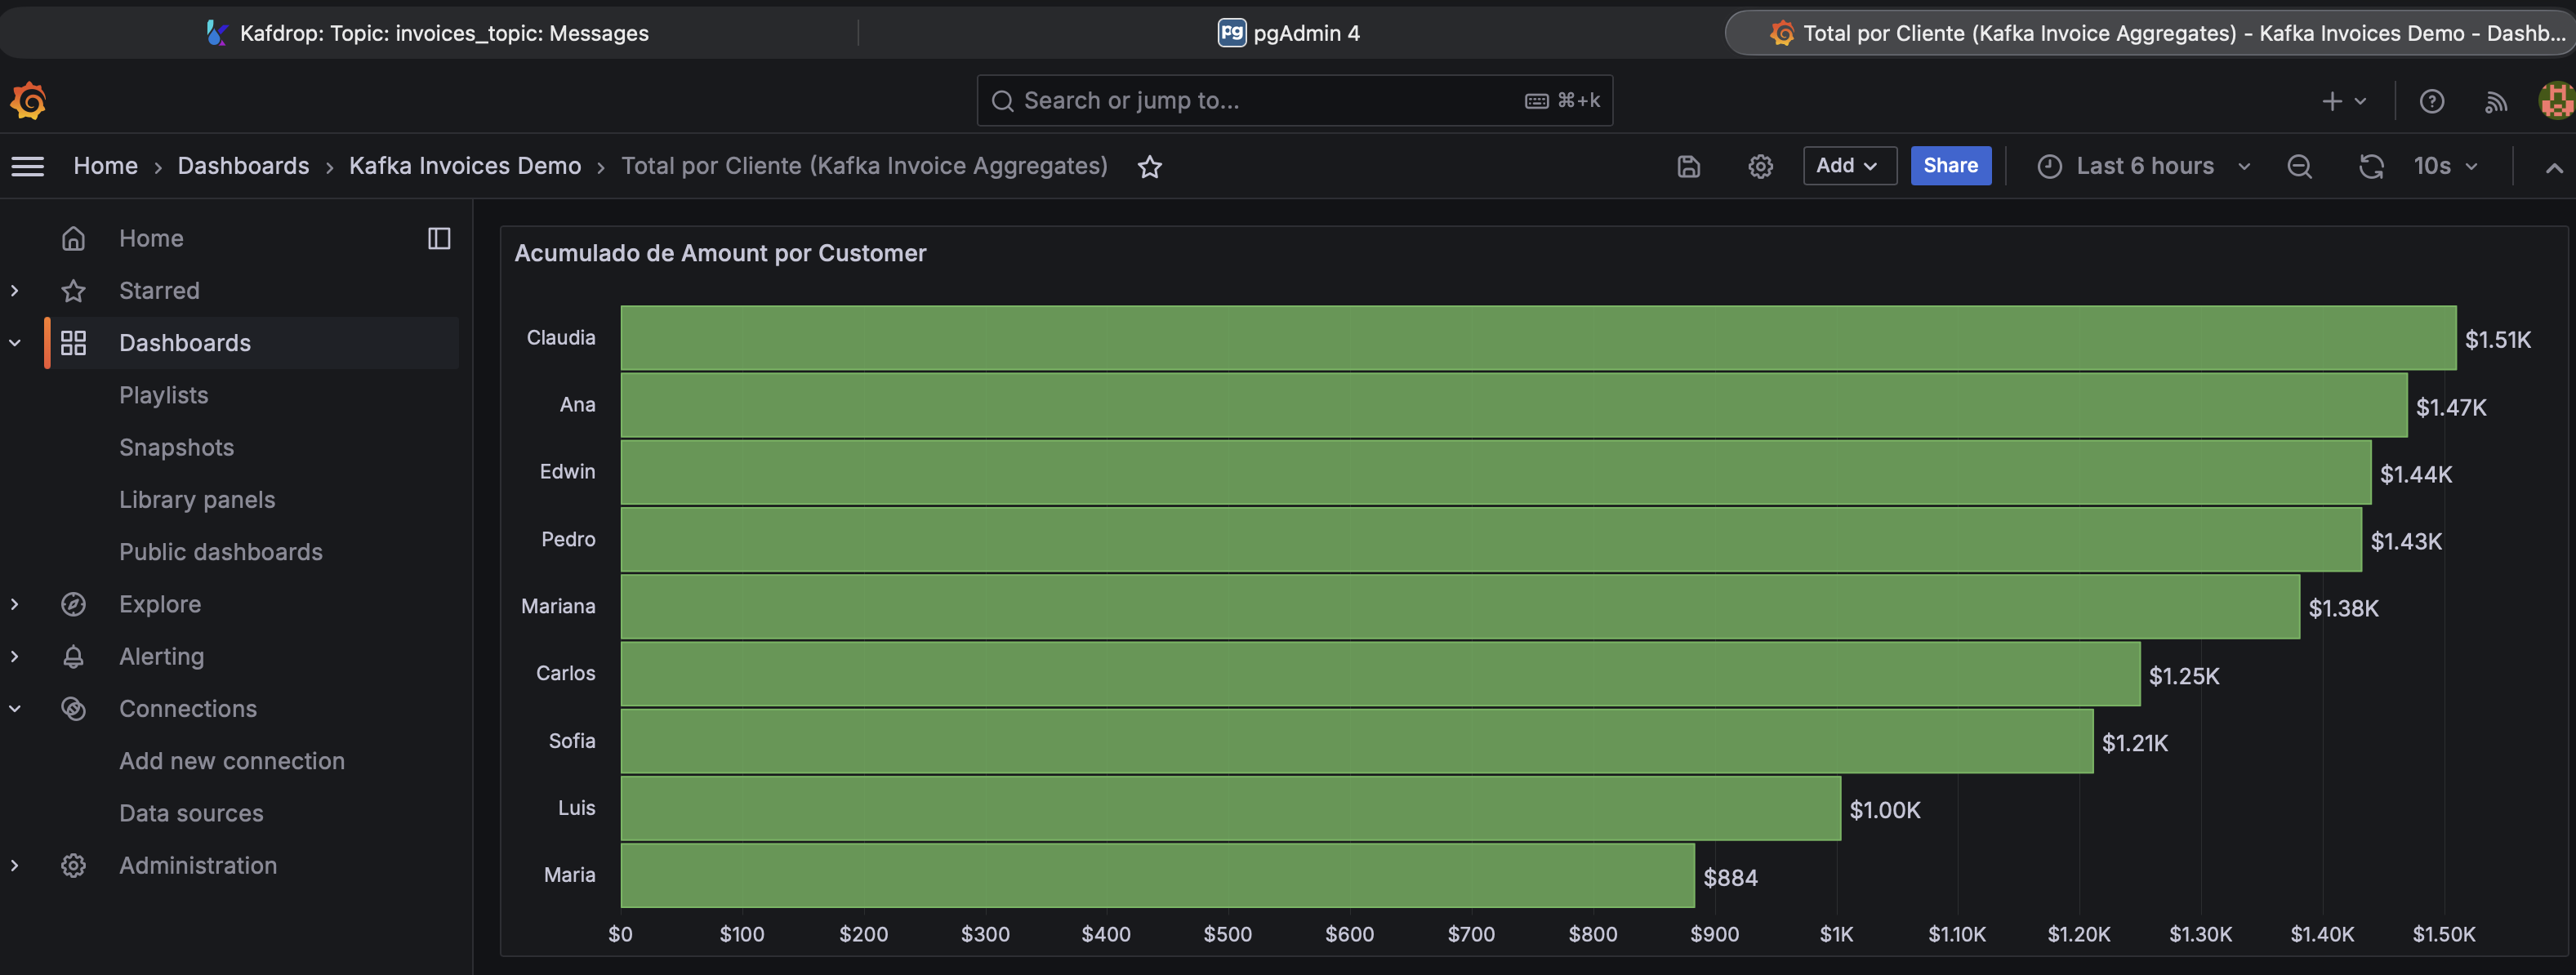 Kafdrop: Topic: invoices_topic: Messages
pg pgAdmin 4
Total por Cliente (Kafka Invoice Aggregates) - Kafka Invoices Demo - Dashb...
Search or jump to...
⌘+k
Home › Dashboards › Kafka Invoices Demo › Total por Cliente (Kafka Invoice Aggregates)
Add
Share
Last 6 hours
10s
Home
Starred
Dashboards
Playlists
Snapshots
Library panels
Public dashboards
Explore
Alerting
Connections
Add new connection
Data sources
Administration
Acumulado de Amount por Customer
Claudia $1.51K
Ana $1.47K
Edwin $1.44K
Pedro $1.43K
Mariana $1.38K
Carlos $1.25K
Sofia $1.21K
Luis $1.00K
Maria $884
$0 $100 $200 $300 $400 $500 $600 $700 $800 $900 $1K $1.10K $1.20K $1.30K $1.40K $1.50K